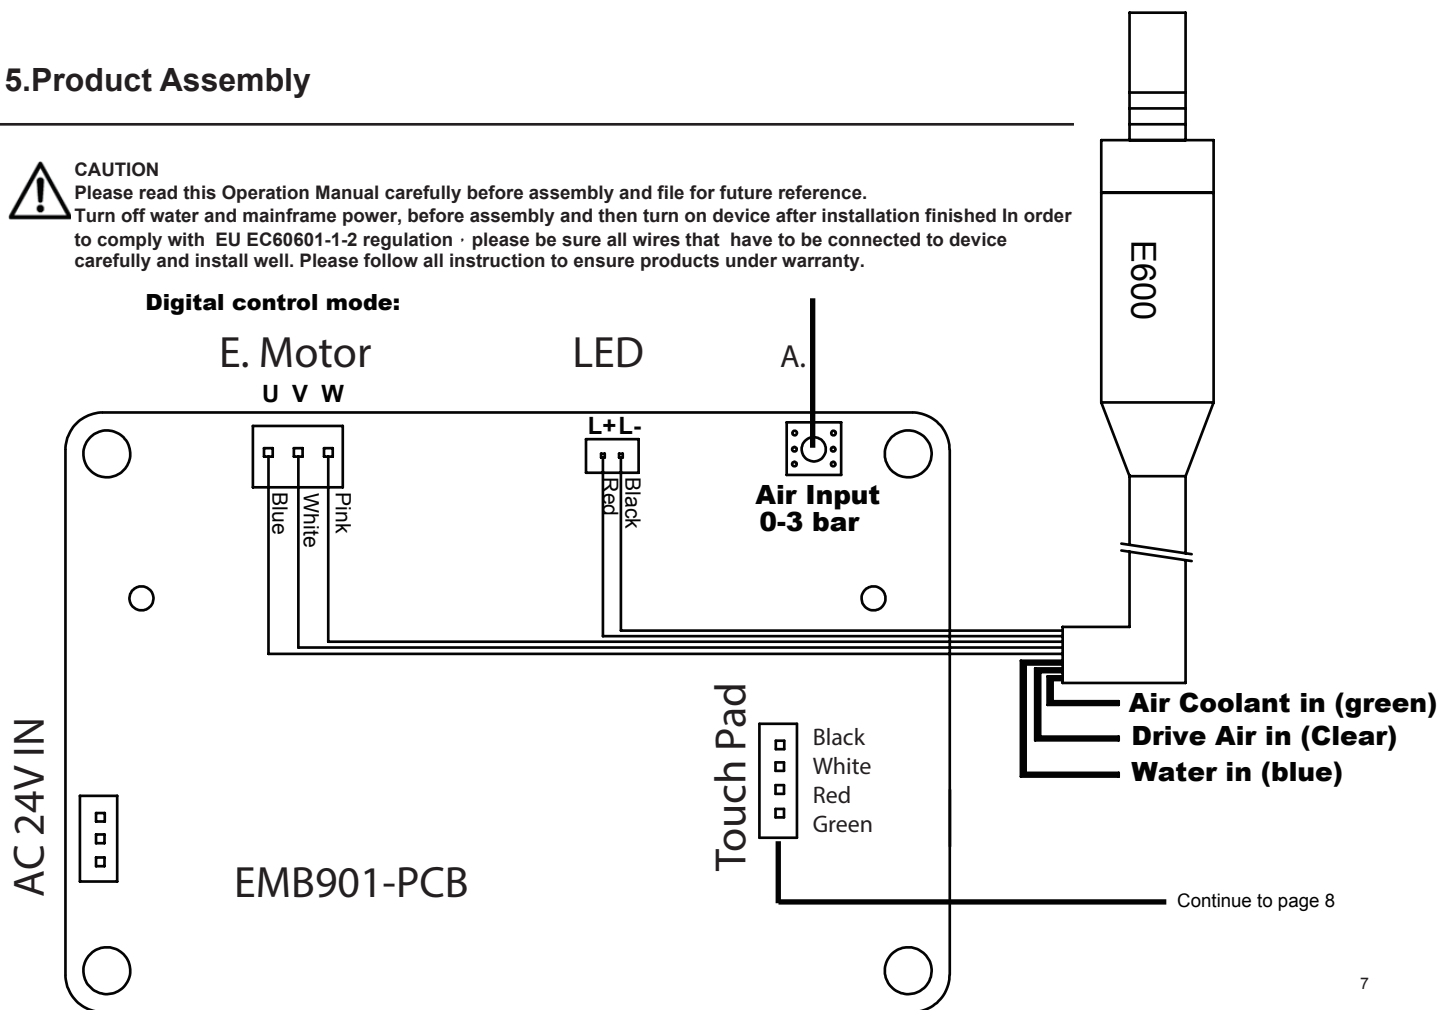 5.Product Assembly
CAUTION
Please read this Operation Manual carefully before assembly and file for future reference.
Turn off water and mainframe power, before assembly and then turn on device after installation finished In order
to comply with EU EC60601-1-2 regulation · please be sure all wires that have to be connected to device
carefully and install well. Please follow all instruction to ensure products under warranty.
Digital control mode:
E. Motor
LED
A.
U V W
L+L-
Blue
White
Pink
Red
Black
Air Input
0-3 bar
E600
Air Coolant in (green)
Drive Air in (Clear)
Water in (blue)
AC 24V IN
Touch Pad
Black
White
Red
Green
EMB901-PCB
Continue to page 8
7